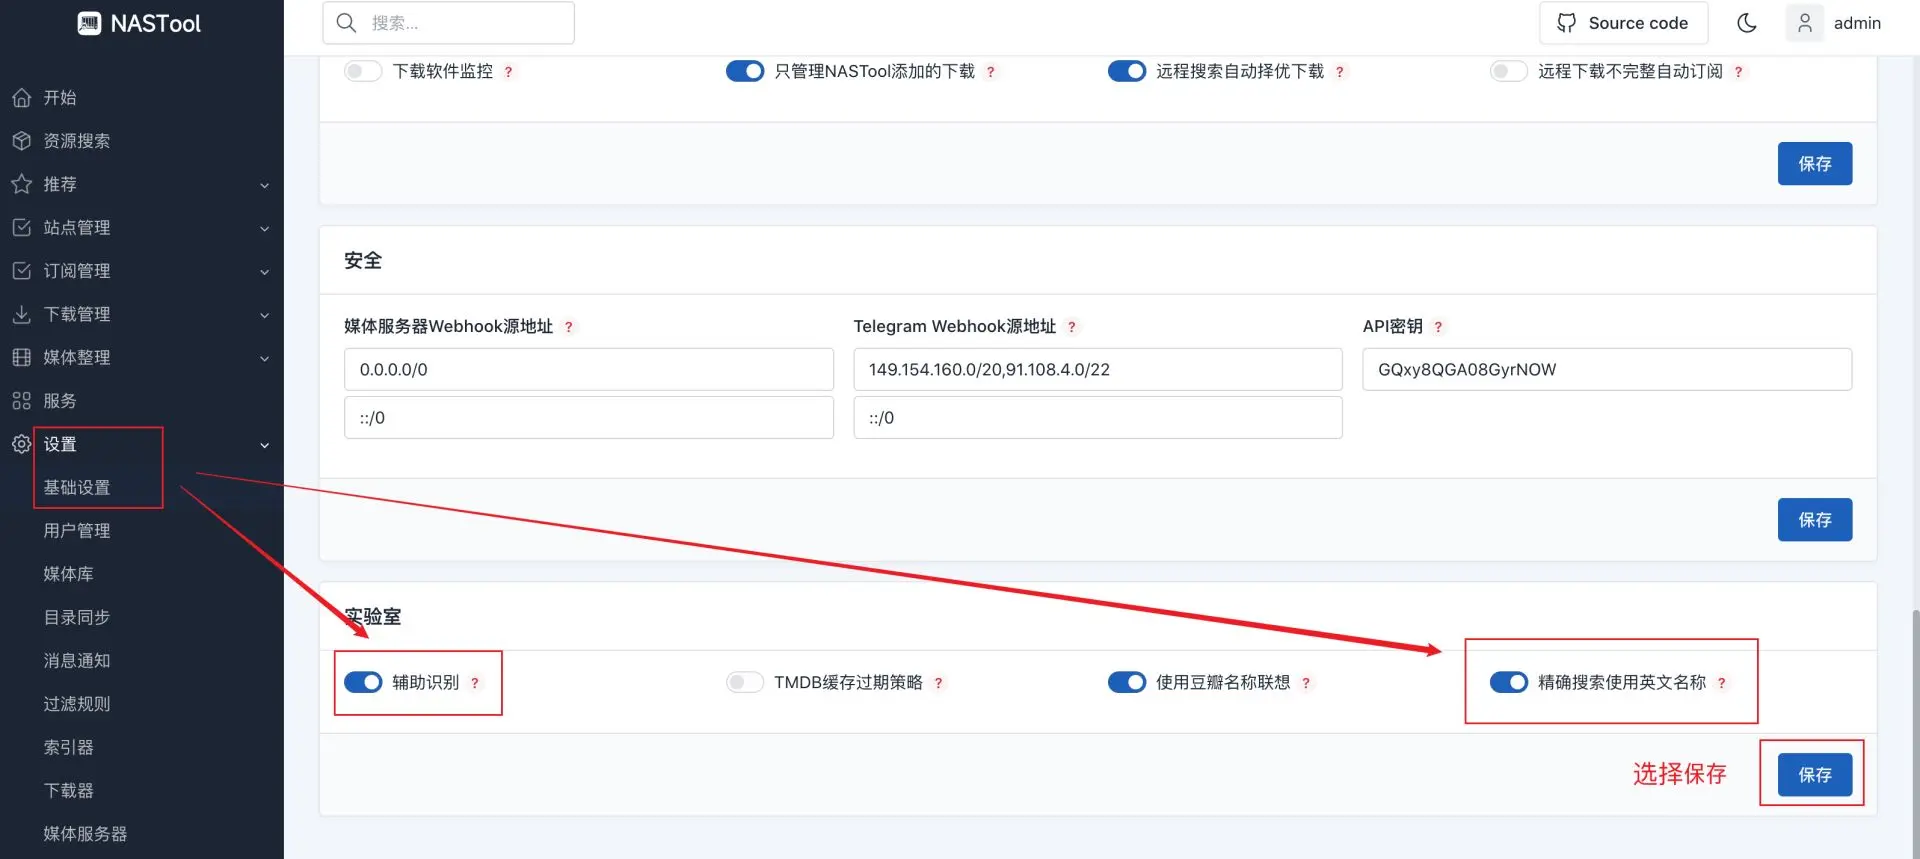 NASTool
搜索...
Source code
admin
开始
资源搜索
推荐
站点管理
订阅管理
下载管理
媒体整理
服务
设置
基础设置
用户管理
媒体库
目录同步
消息通知
过滤规则
索引器
下载器
媒体服务器
下载软件监控 ?
只管理NASTool添加的下载 ?
远程搜索自动择优下载 ?
远程下载不完整自动订阅 ?
保存
安全
媒体服务器Webhook源地址 ?
Telegram Webhook源地址 ?
API密钥 ?
0.0.0.0/0
149.154.160.0/20,91.108.4.0/22
GQxy8QGA08GyrNOW
::/0
::/0
保存
实验室
辅助识别 ?
TMDB缓存过期策略 ?
使用豆瓣名称联想 ?
精确搜索使用英文名称 ?
选择保存
保存